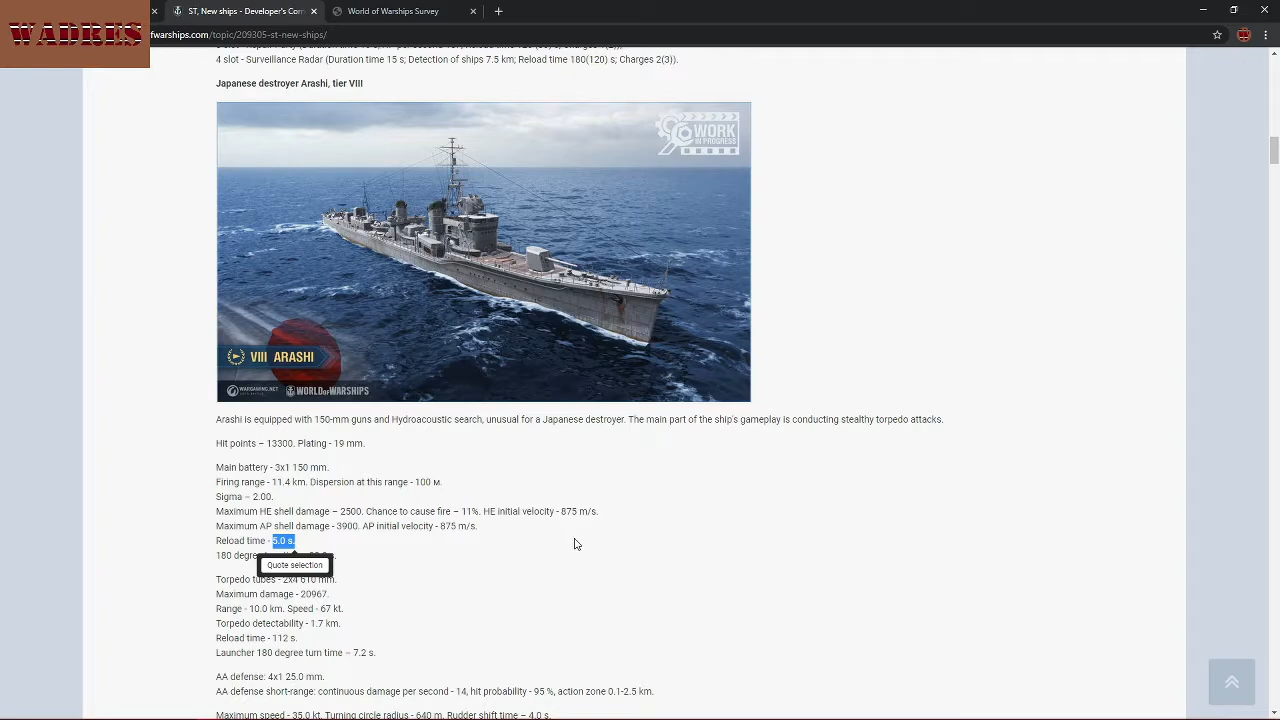 WADRES
ST, New Ships - World of Warships
World of Warships Survey
warships.com/topic/209305-st-new-ships/
4 slot - Surveillance Radar (Duration time 15 s; Detection of ships 7.5 km; Reload time 180(120) s; Charges 2(3)).
Japanese destroyer Arashi, tier VIII
WORK
IN PROGRESS
VIII ARASHI
WARGAMING.NET
WORLD OF WARSHIPS
Arashi is equipped with 150-mm guns and Hydroacoustic search, unusual for a Japanese destroyer. The main part of the ship's gameplay is conducting stealthy torpedo attacks.
Hit points – 13300. Plating - 19 mm.
Main battery - 3x1 150 mm.
Firing range - 11.4 km. Dispersion at this range - 100 м.
Sigma – 2.00.
Maximum HE shell damage – 2500. Chance to cause fire – 11%. HE initial velocity - 875 m/s.
Maximum AP shell damage - 3900. AP initial velocity - 875 m/s.
Reload time - 5.0 s.
180 degree
Quote selection
Torpedo tubes - 2x4 610 mm.
Maximum damage - 20967.
Range - 10.0 km. Speed - 67 kt.
Torpedo detectability - 1.7 km.
Reload time - 112 s.
Launcher 180 degree turn time – 7.2 s.
AA defense: 4x1 25.0 mm.
AA defense short-range: continuous damage per second - 14, hit probability - 95 %, action zone 0.1-2.5 km.
Maximum speed - 35.0 kt. Turning circle radius - 640 m. Rudder shift time – 4.0 s.